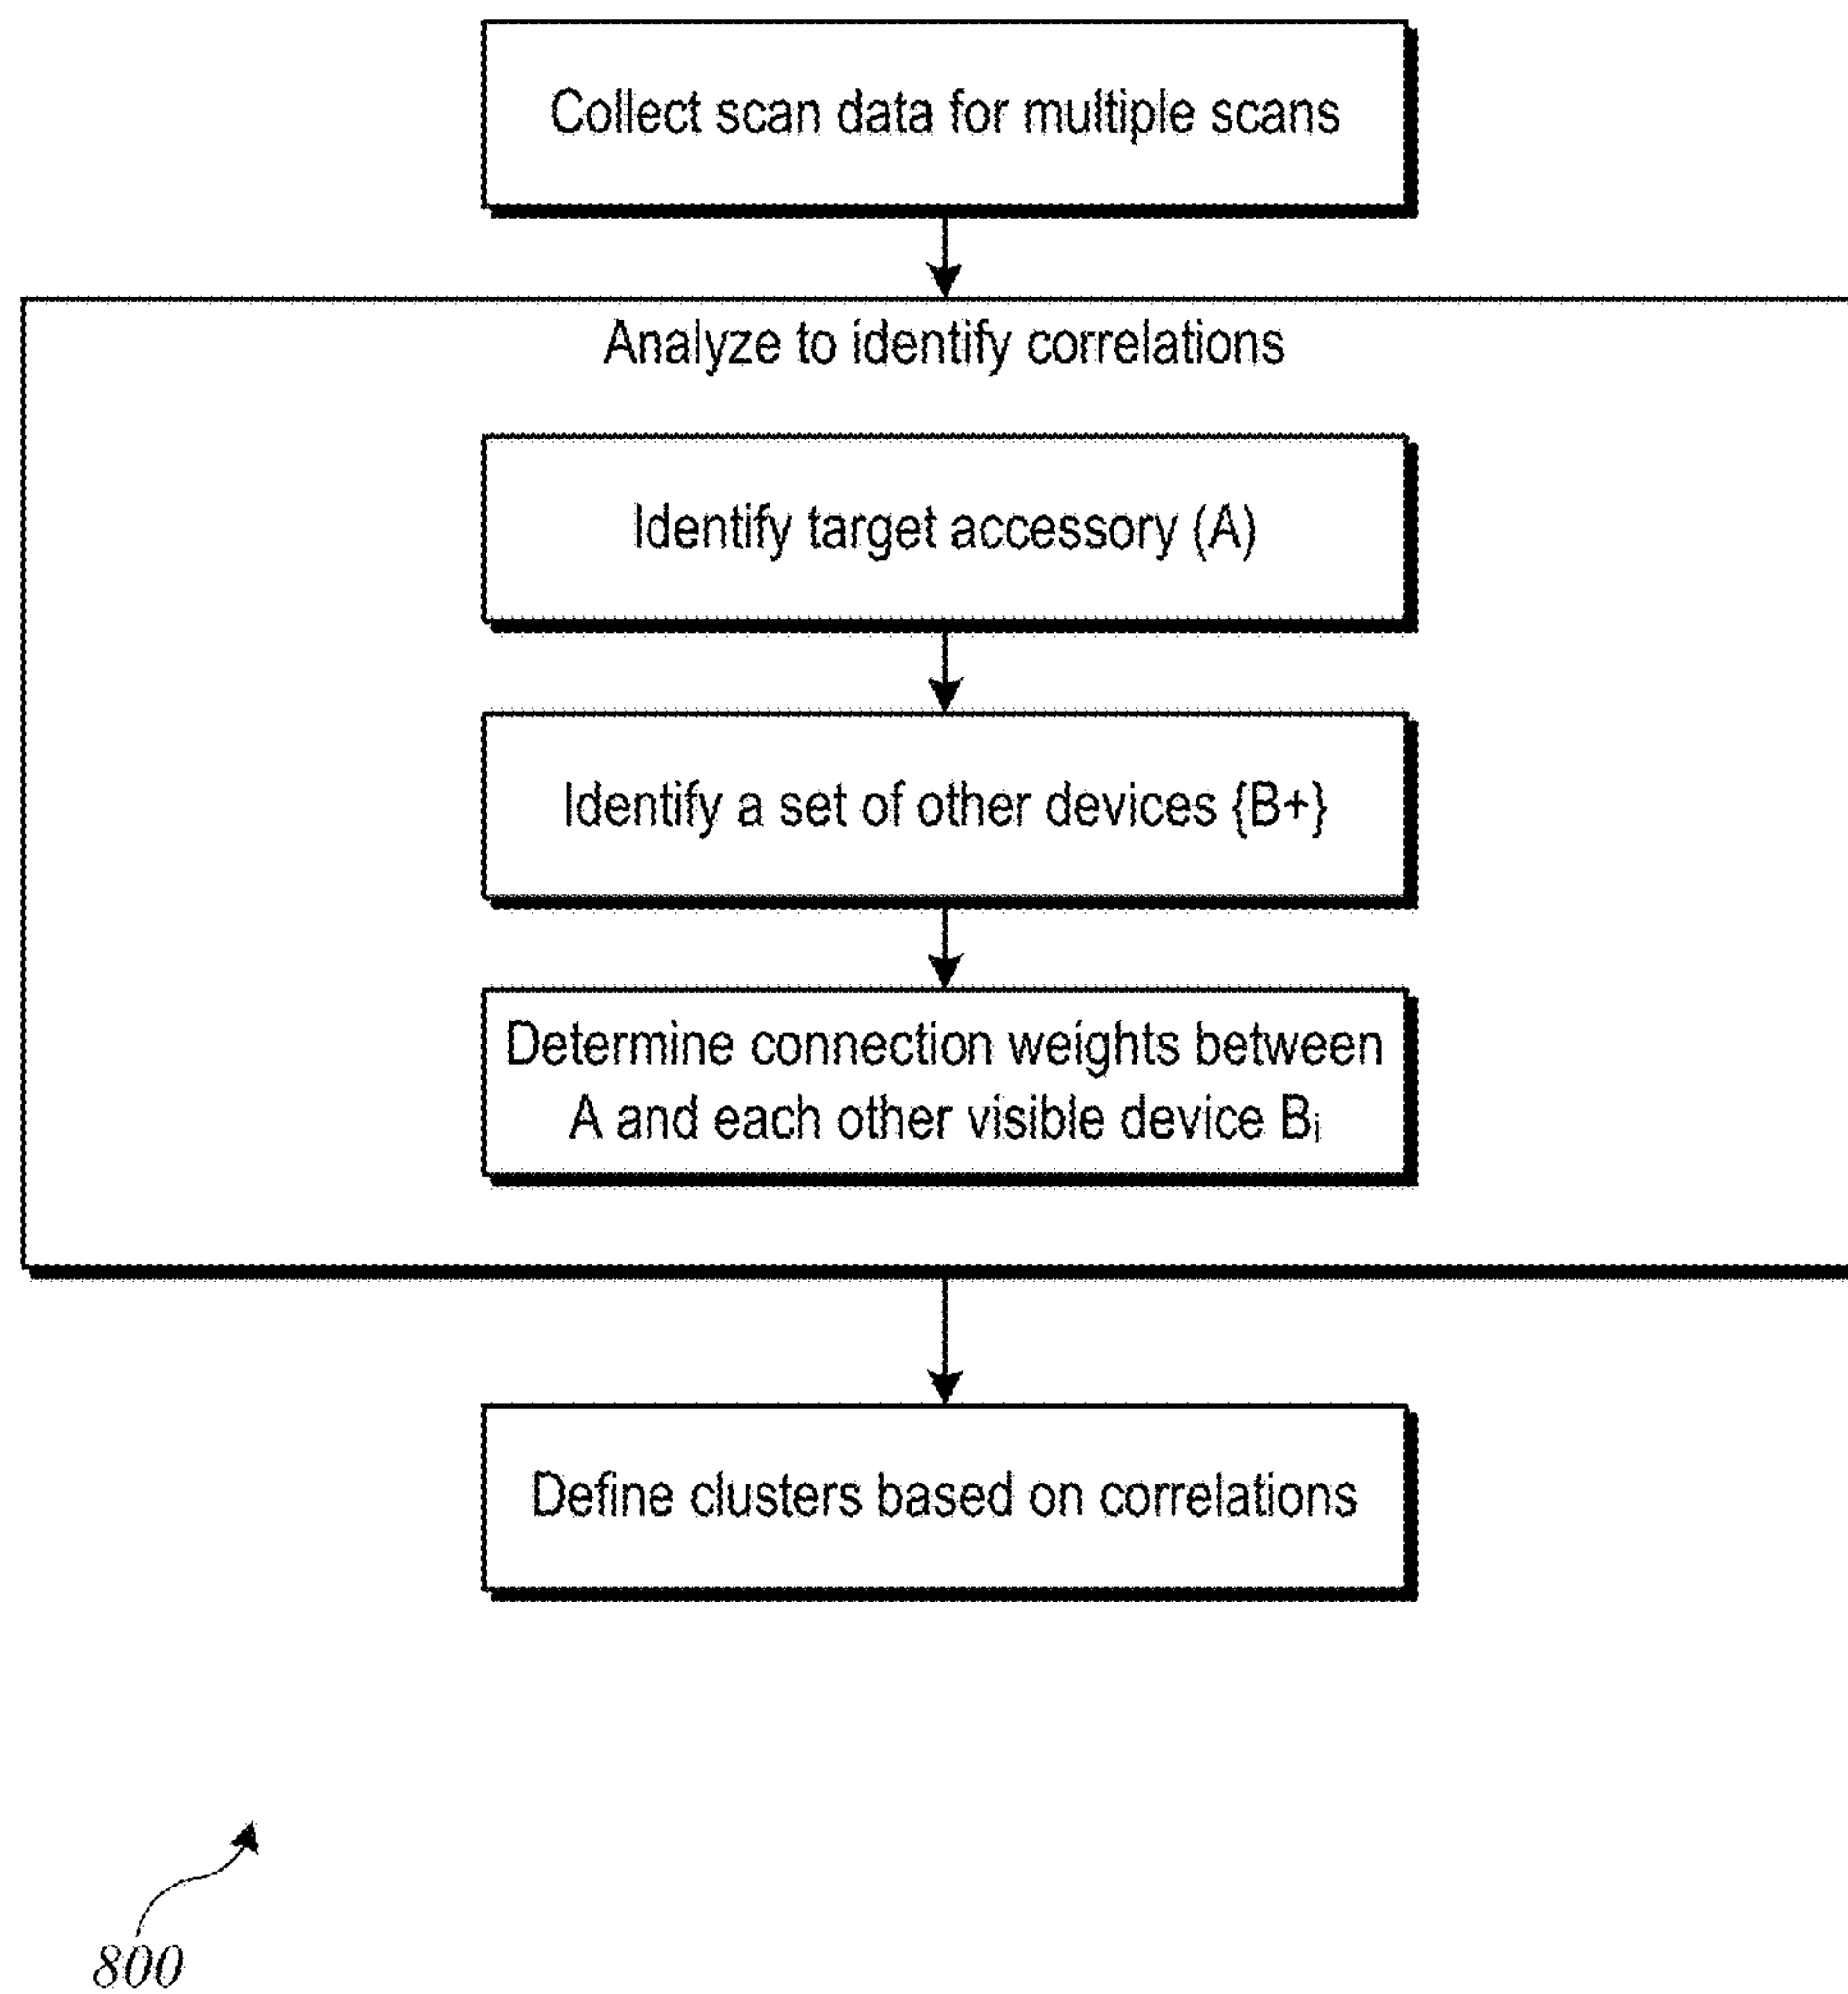 Collect scan data for multiple scans
Analyze to identify correlations
Identify target accessory (A)
Identify a set of other devices {B+}
Determine connection weights between
A and each other visible device Bᵢ
Define clusters based on correlations
800